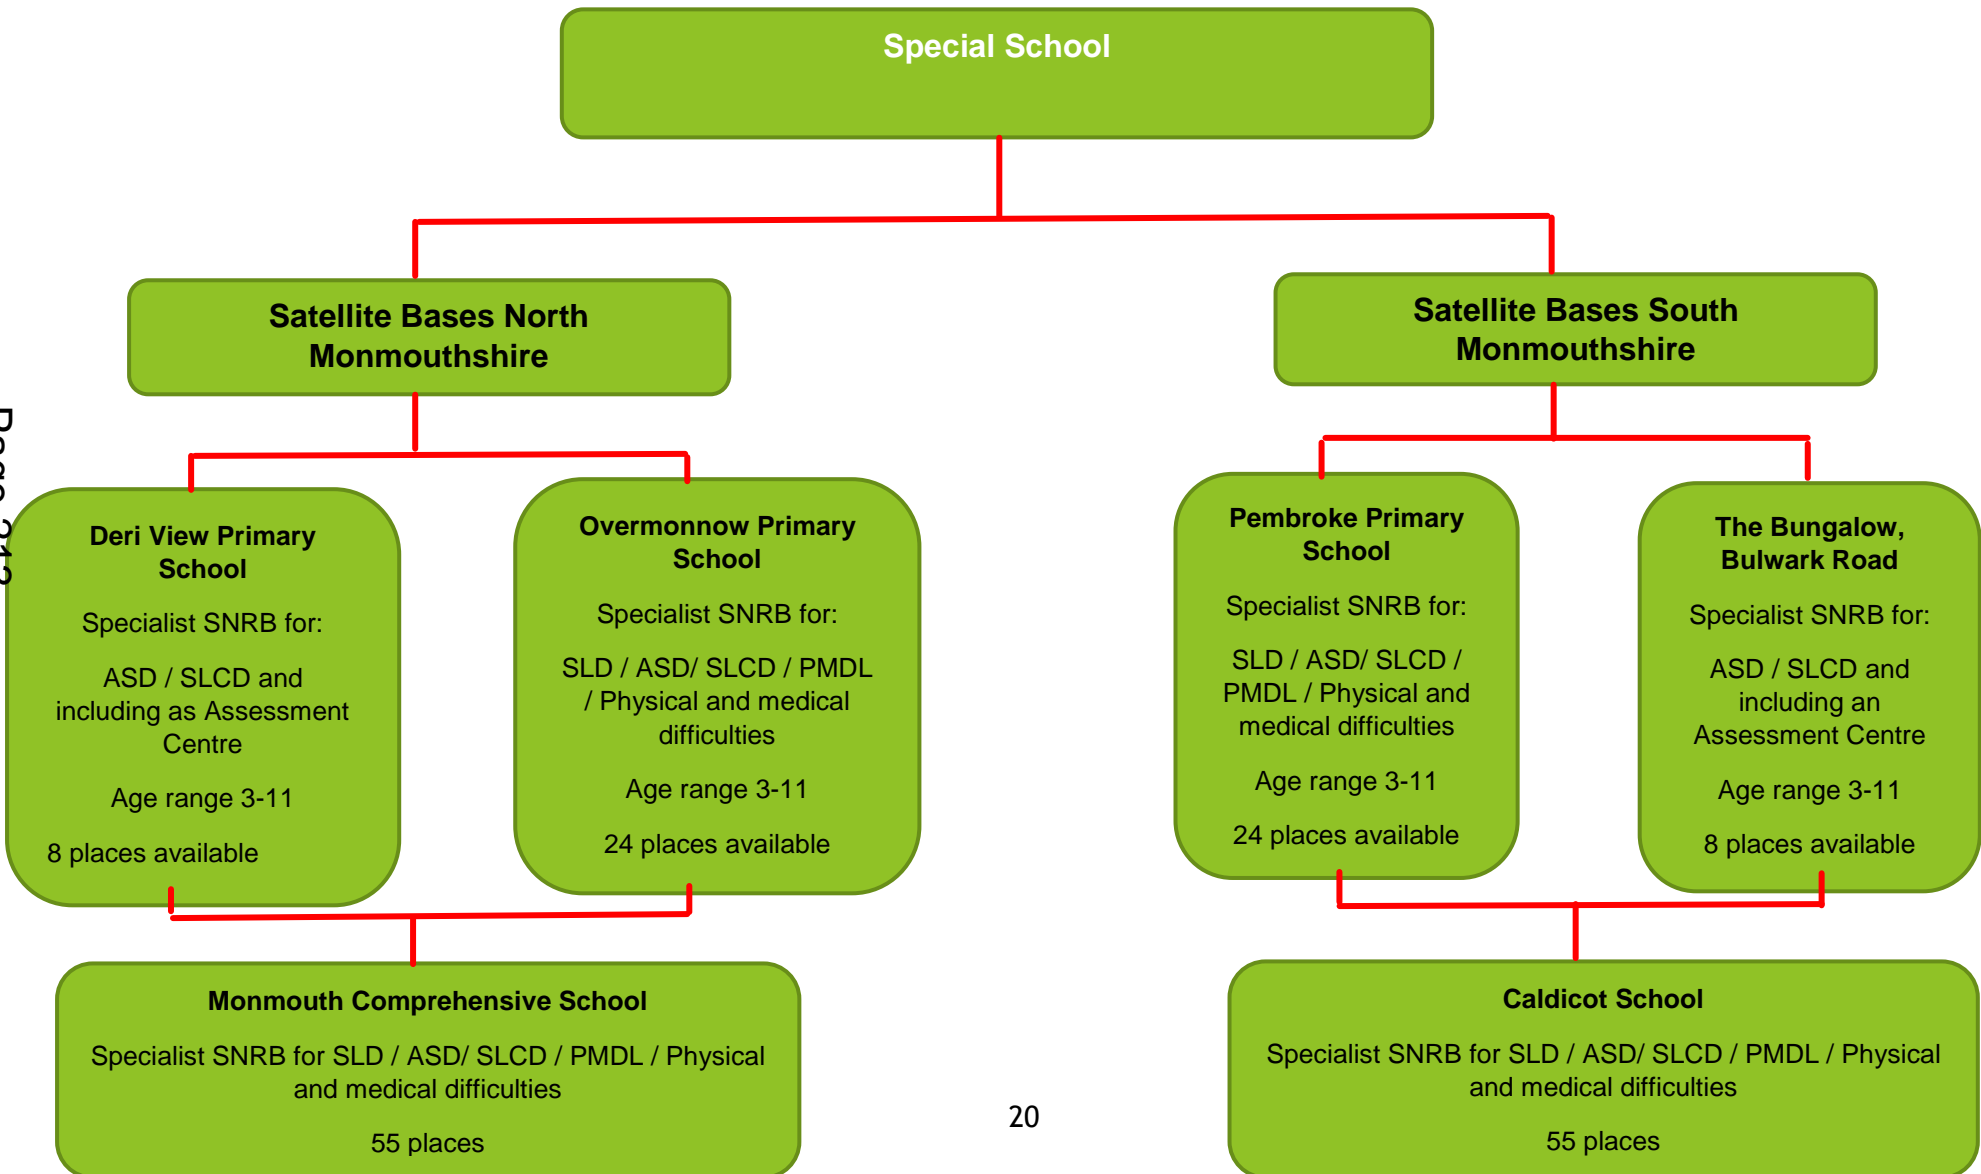 Special School
Satellite Bases North
Monmouthshire
Satellite Bases South
Monmouthshire
Deri View Primary
School
Specialist SNRB for:
ASD / SLCD and
including as Assessment
Centre
Age range 3-11
8 places available
Overmonnow Primary
School
Specialist SNRB for:
SLD / ASD/ SLCD / PMDL
/ Physical and medical
difficulties
Age range 3-11
24 places available
Pembroke Primary
School
Specialist SNRB for:
SLD / ASD/ SLCD /
PMDL / Physical and
medical difficulties
Age range 3-11
24 places available
The Bungalow,
Bulwark Road
Specialist SNRB for:
ASD / SLCD and
including an
Assessment Centre
Age range 3-11
8 places available
Monmouth Comprehensive School
Specialist SNRB for SLD / ASD/ SLCD / PMDL / Physical
and medical difficulties
55 places
Caldicot School
Specialist SNRB for SLD / ASD/ SLCD / PMDL / Physical
and medical difficulties
55 places
20
Page